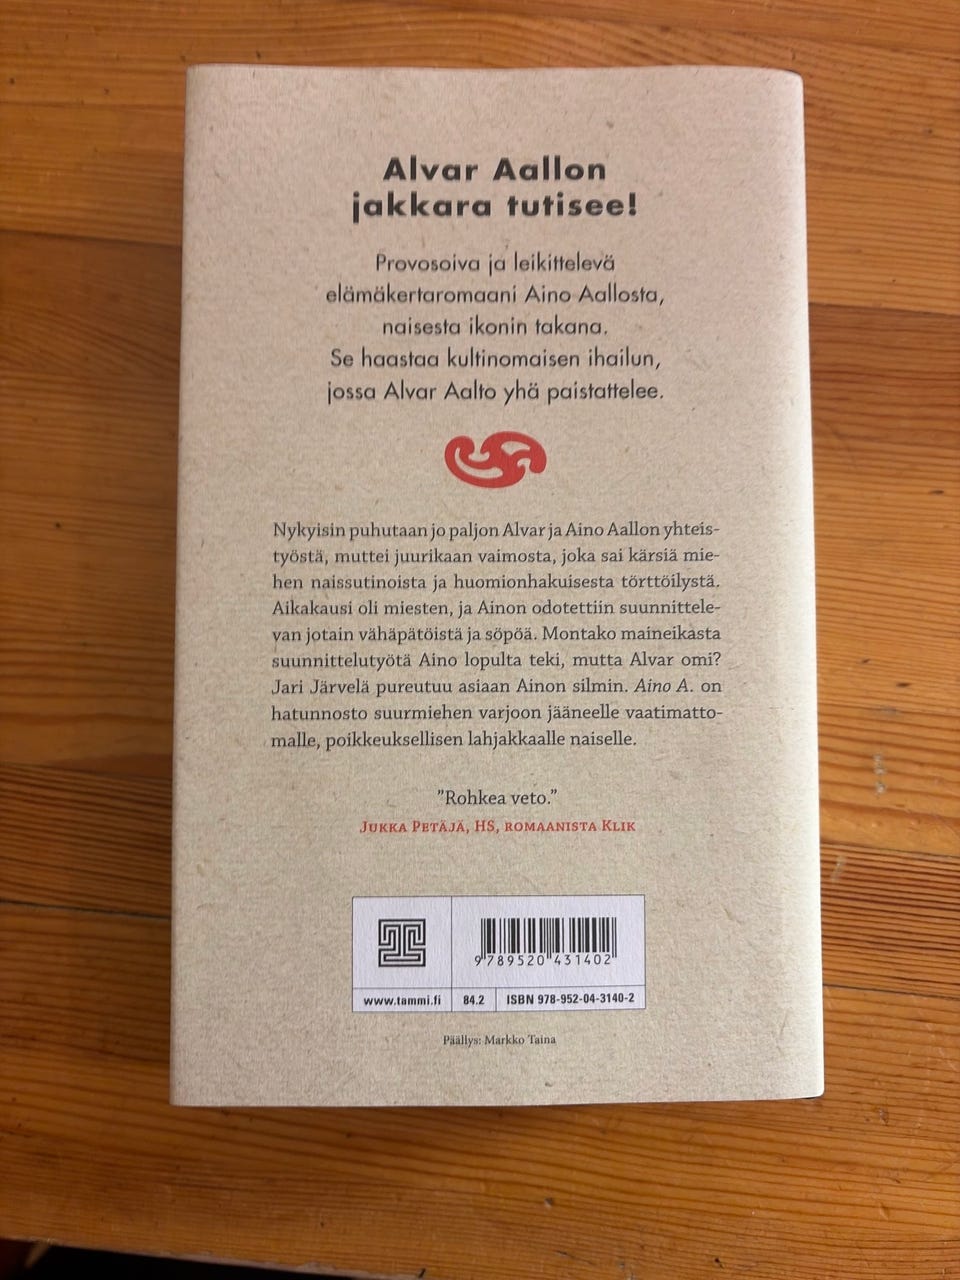 Alvar Aallon
jakkara tutisee!
Provosoiva ja leikittelevä
elämäkertaromaani Aino Aallosta,
naisesta ikonin takana.
Se haastaa kultinomaisen ihailun,
jossa Alvar Aalto yhä paistattelee.
Nykyisin puhutaan jo paljon Alvar ja Aino Aallon yhteis-
työstä, muttei juurikaan vaimosta, joka sai kärsiä mie-
hen naissutinoista ja huomionhakuisesta törttöilystä.
Aikakausi oli miesten, ja Ainon odotettiin suunnittele-
van jotain vähäpätöistä ja söpöä. Montako maineikasta
suunnittelutyötä Aino lopulta teki, mutta Alvar omi?
Jari Järvelä pureutuu asiaan Ainon silmin. Aino A. on
hatunnosto suurmiehen varjoon jääneelle vaatimatto-
malle, poikkeuksellisen lahjakkaalle naiselle.
”Rohkea veto.”
Jukka Petäjä, HS, romaanista Klik
9 789520 431402
www.tammi.fi 84.2 ISBN 978-952-04-3140-2
Päällys: Markko Taina